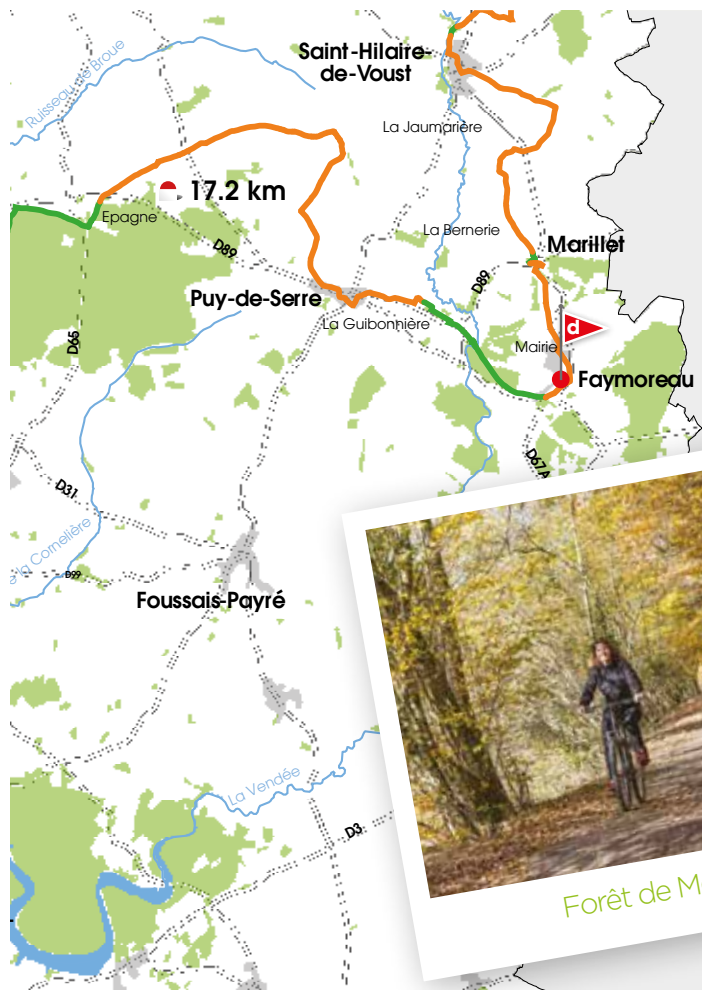 Saint-Hilaire-
de-Voust
Ruisseau de Broue
La Jaumarière
17.2 km
Epagne
La Bernerie
D89
Marillet
D89
Puy-de-Serre
La Guibonnière
d
D65
Mairie
Faymoreau
D67A
D31
la Cornelière
D99
Foussais-Payré
La Vendée
D3
Forêt de M